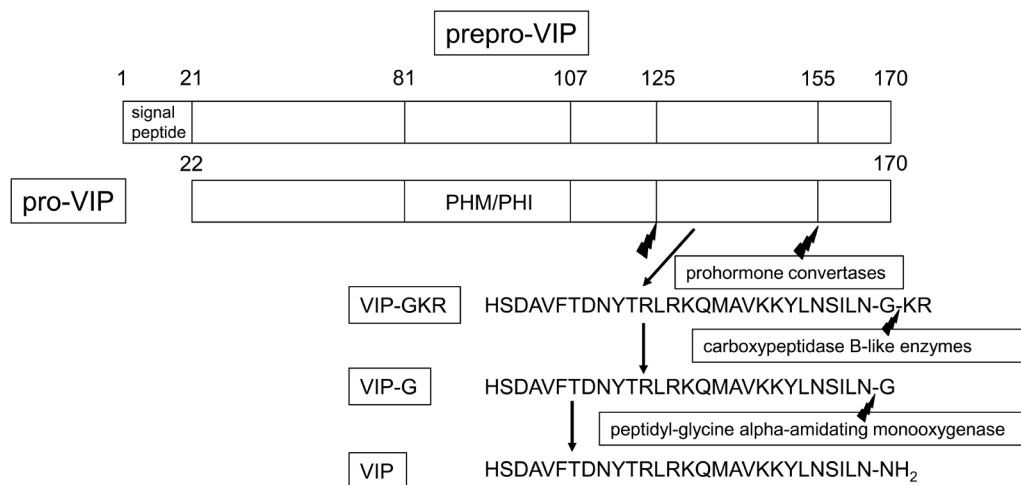 prepro-VIP
1 21 81 107 125 155 170
signal
peptide
22 170
pro-VIP
PHM/PHI
prohormone convertases
VIP-GKR HSDAVFTDNYTRLRKQMAVKKYLNSILN-G-KR
carboxypeptidase B-like enzymes
VIP-G HSDAVFTDNYTRLRKQMAVKKYLNSILN-G
peptidyl-glycine alpha-amidating monooxygenase
VIP HSDAVFTDNYTRLRKQMAVKKYLNSILN-NH₂